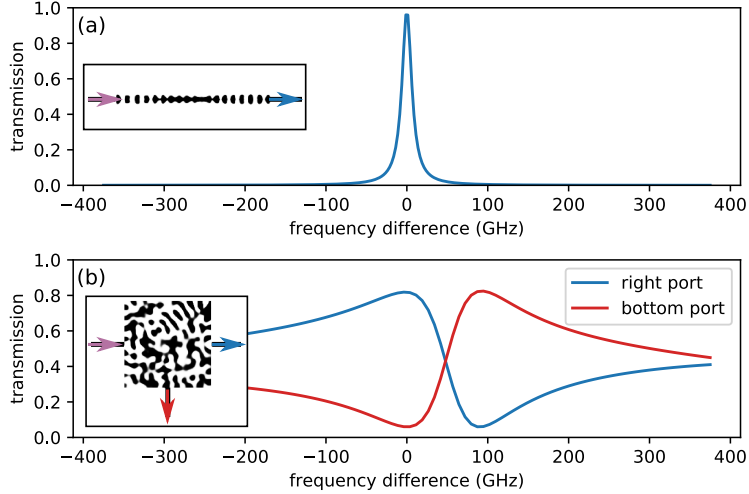 (a)
transmission
1.0
0.8
0.6
0.4
0.2
0.0
−400 −300 −200 −100 0 100 200 300 400
frequency difference (GHz)
(b)
transmission
1.0
0.8
0.6
0.4
0.2
0.0
right port
bottom port
−400 −300 −200 −100 0 100 200 300 400
frequency difference (GHz)